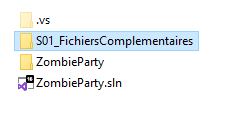 .vs
S01_FichiersComplementaires
ZombieParty
ZombieParty.sln